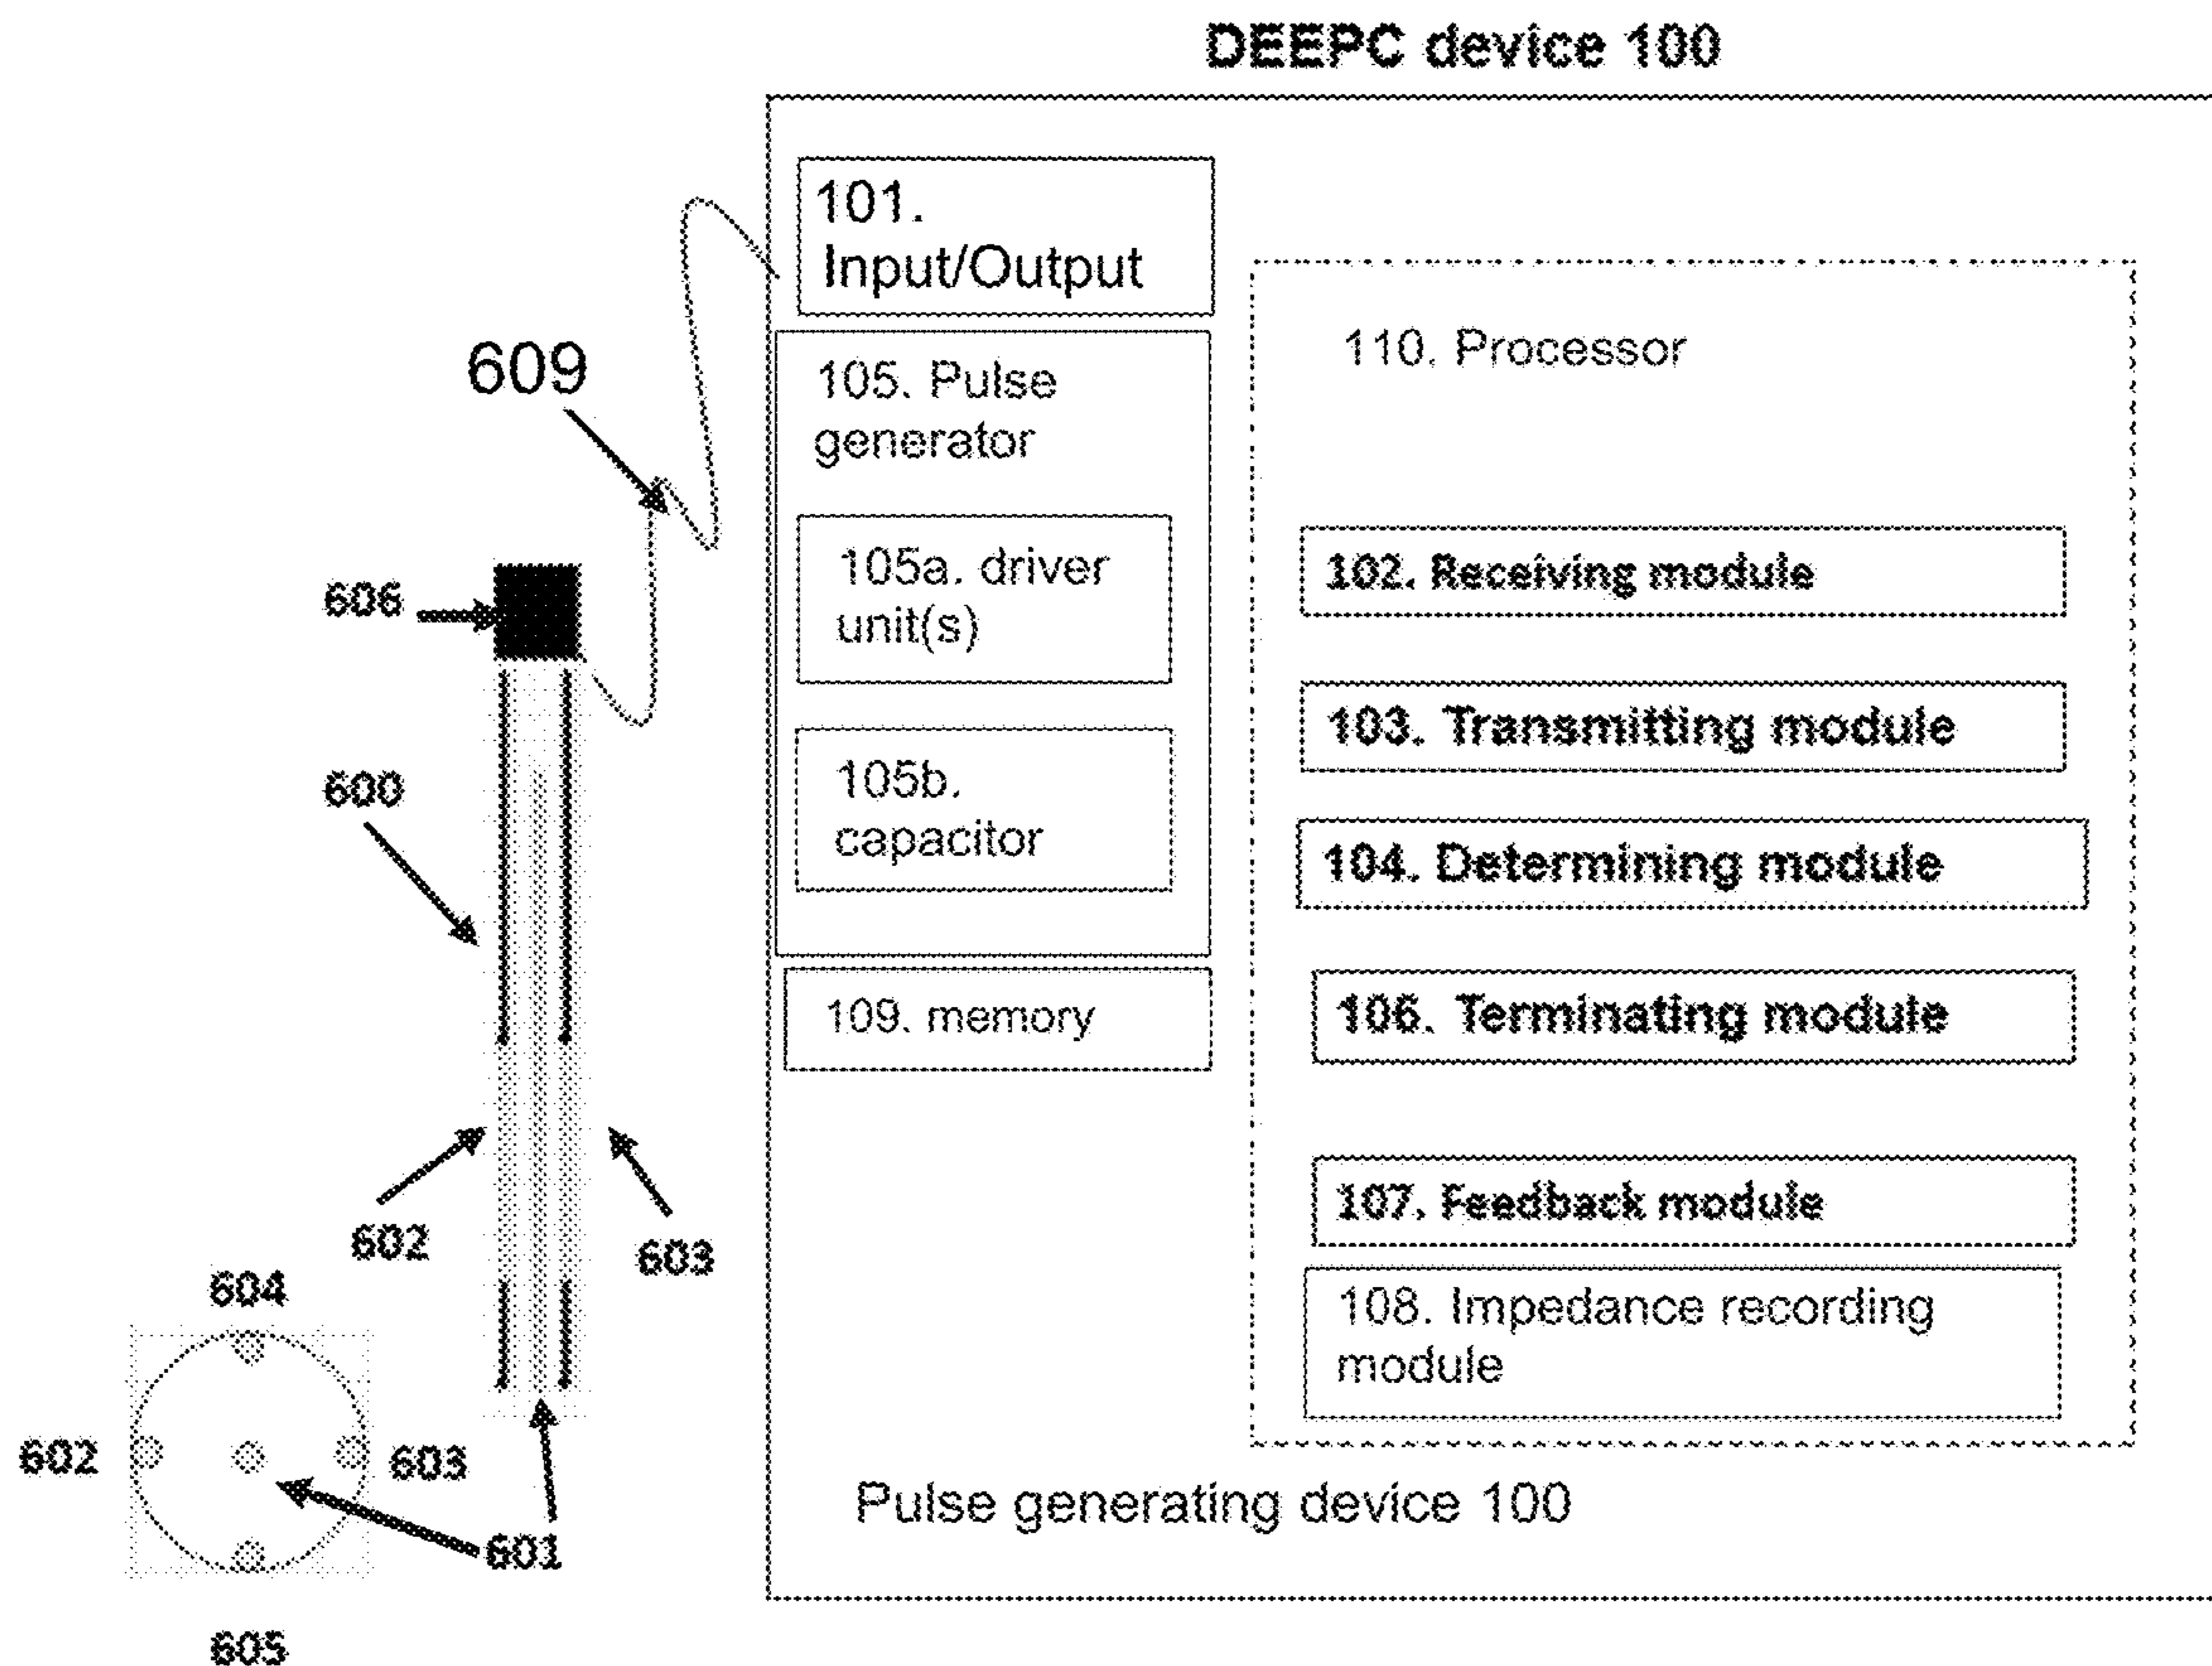 DEEPC device 100
101.
Input/Output
609
110. Processor
105. Pulse
generator
105a. driver
unit(s)
102. Receiving module
606
103. Transmitting module
600
105b.
capacitor
104. Determining module
109. memory
106. Terminating module
602
603
107. Feedback module
604
108. Impedance recording
module
602
603
601
Pulse generating device 100
605